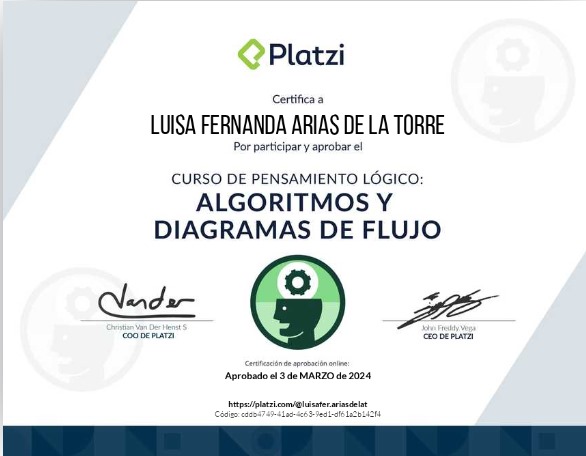 Platzi
Certifica a
LUISA FERNANDA ARIAS DE LA TORRE
Por participar y aprobar el
CURSO DE PENSAMIENTO LÓGICO:
ALGORITMOS Y
DIAGRAMAS DE FLUJO
Christian Van Der Henst S
COO DE PLATZI
John Freddy Vega
CEO DE PLATZI
Certificación de aprobación online:
Aprobado el 3 de MARZO de 2024
https://platzi.com/@luisafer.ariasdelat
Código: cddb4749-41ad-4c63-9ed1-df61a2b142f4